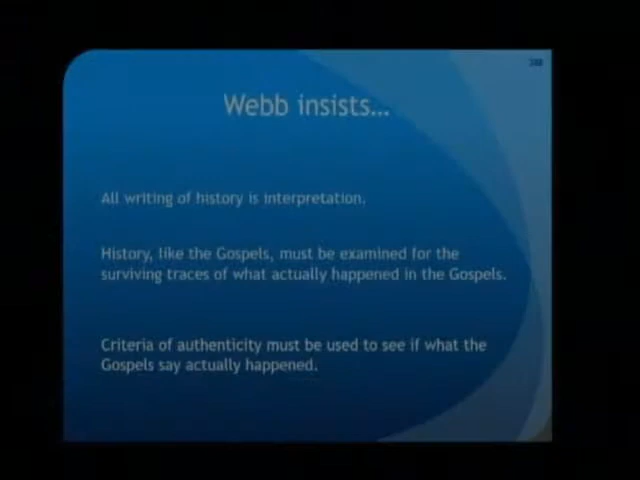 Webb insists...
All writing of history is interpretation.
History, like the Gospels, must be examined for the
surviving traces of what actually happened in the Gospels.
Criteria of authenticity must be used to see if what the
Gospels say actually happened.